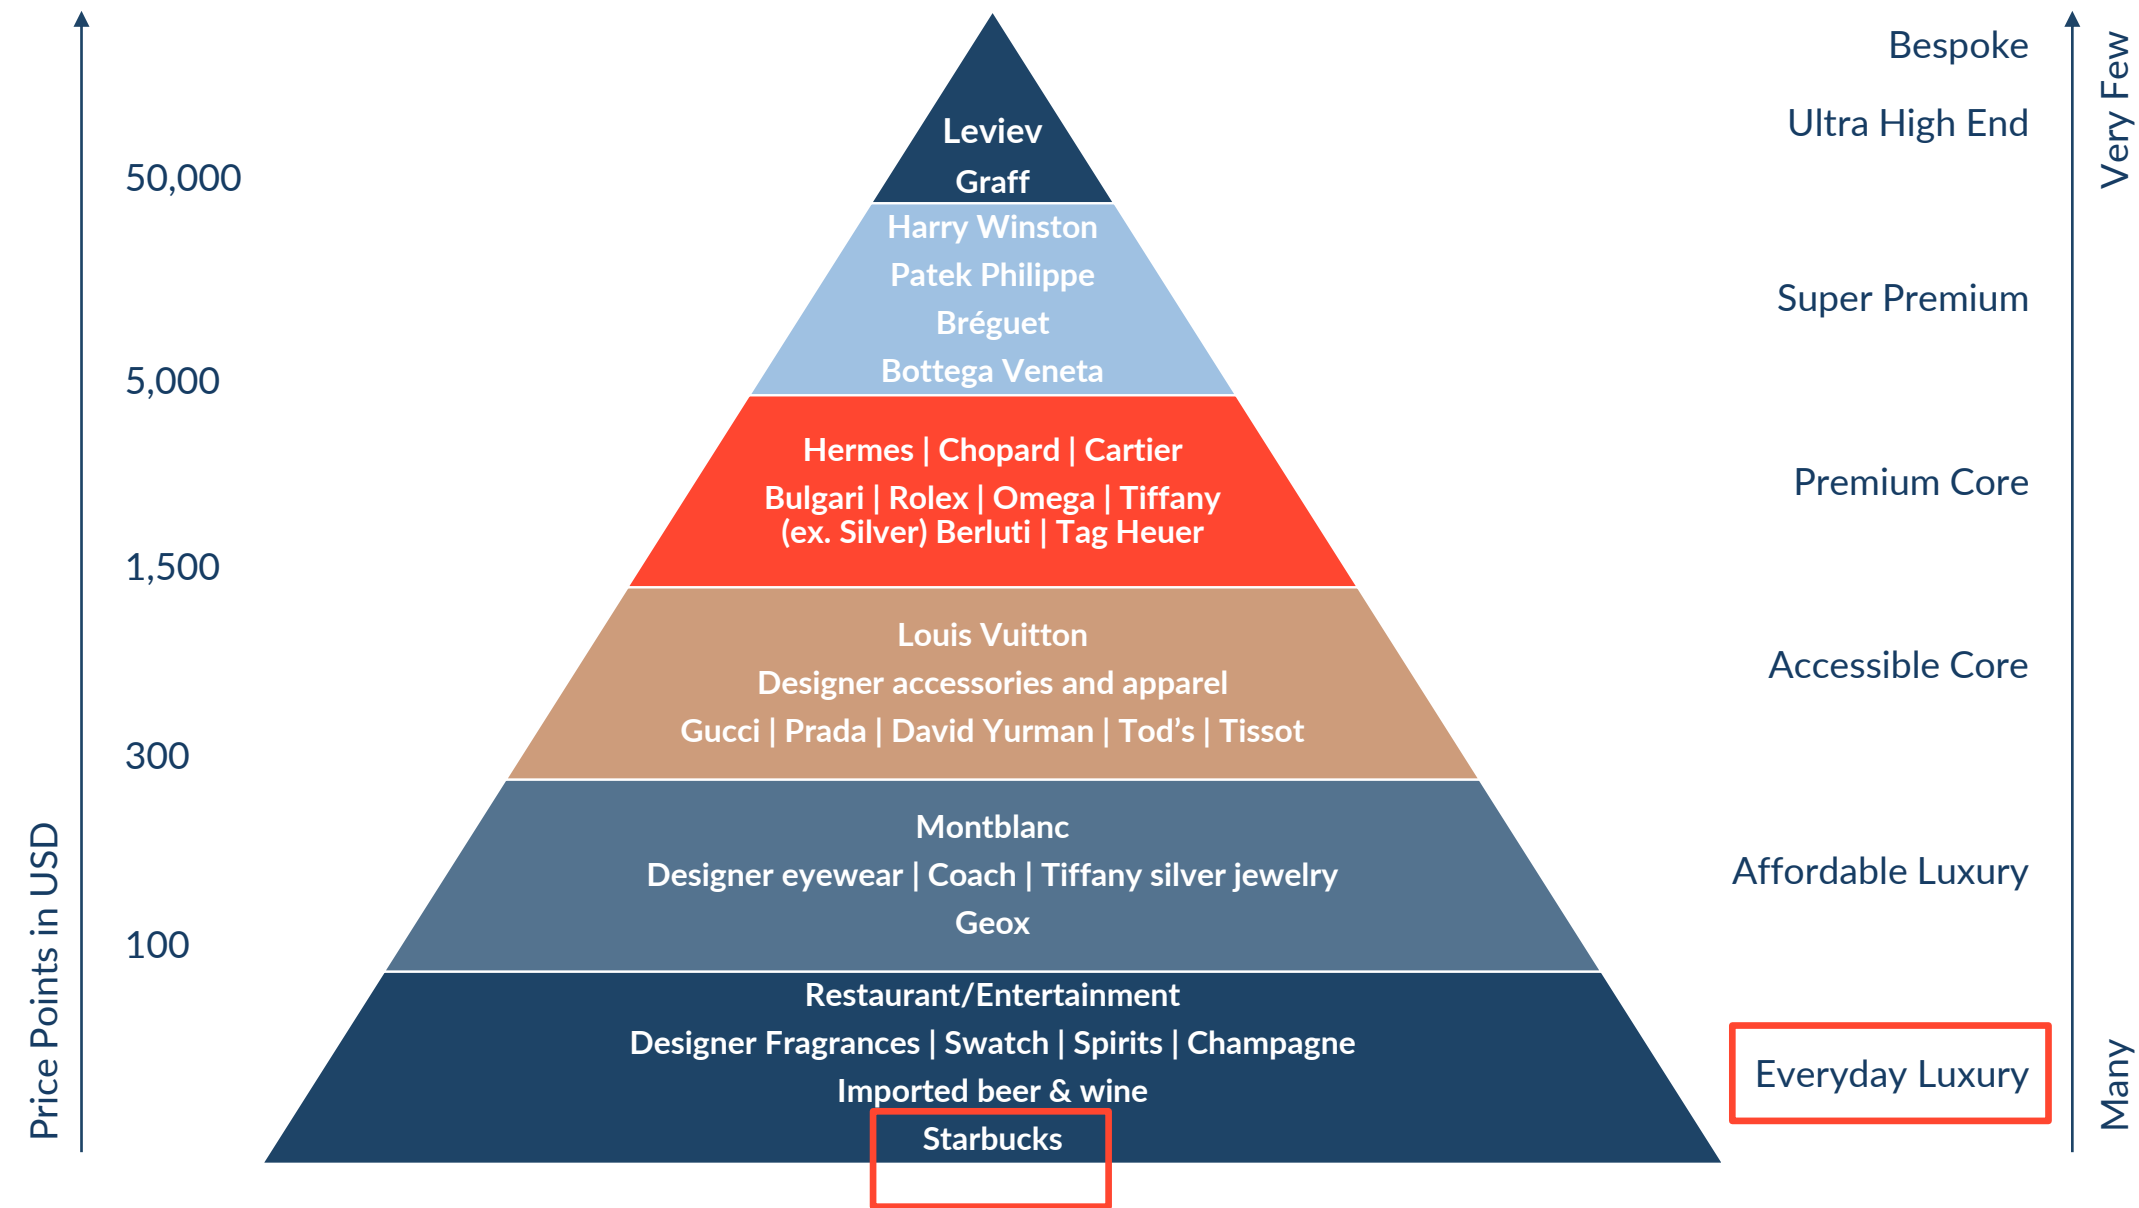 Bespoke
Very Few
Ultra High End
Leviev
50,000
Graff
Harry Winston
Patek Philippe
Super Premium
Bréguet
5,000
Bottega Veneta
Hermes | Chopard | Cartier
Premium Core
Bulgari | Rolex | Omega | Tiffany
(ex. Silver) Berluti | Tag Heuer
1,500
Louis Vuitton
Accessible Core
Designer accessories and apparel
Gucci | Prada | David Yurman | Tod’s | Tissot
300
Montblanc
Affordable Luxury
Designer eyewear | Coach | Tiffany silver jewelry
Geox
100
Price Points in USD
Restaurant/Entertainment
Designer Fragrances | Swatch | Spirits | Champagne
Everyday Luxury
Many
Imported beer & wine
Starbucks